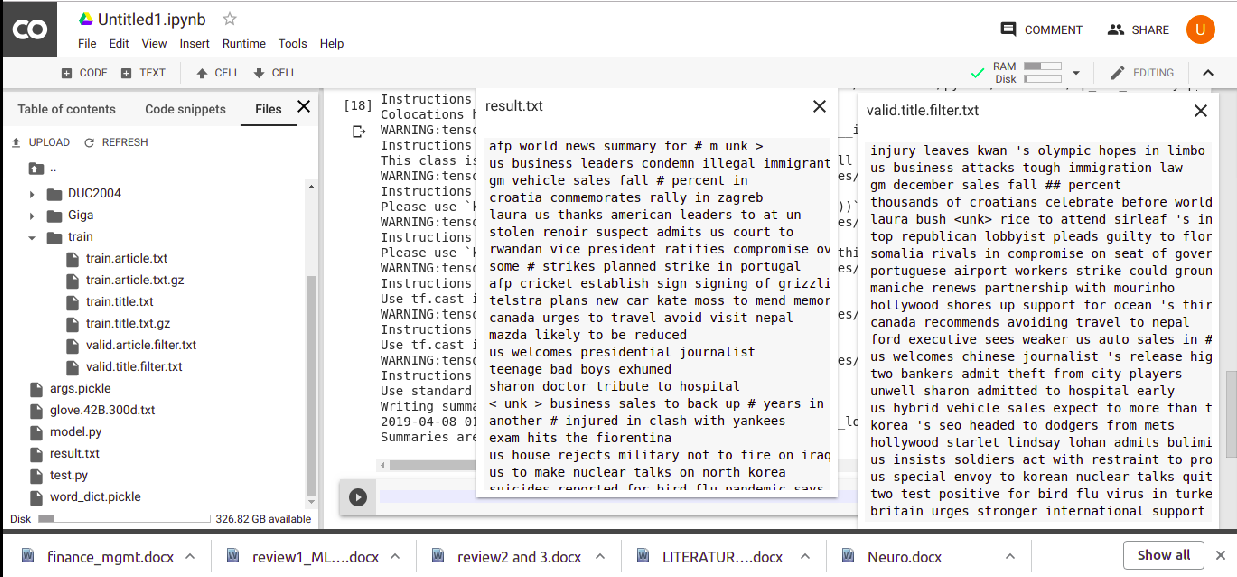 CO
Untitled1.ipynb
File Edit View Insert Runtime Tools Help
COMMENT
SHARE
U
CODE
TEXT
CELL
CELL
RAM
Disk
EDITING
Table of contents
Code snippets
Files
UPLOAD
REFRESH
..
DUC2004
Giga
train
train.article.txt
train.article.txt.gz
train.title.txt
train.title.txt.gz
valid.article.filter.txt
valid.title.filter.txt
args.pickle
glove.42B.300d.txt
model.py
result.txt
test.py
word_dict.pickle
Disk
326.82 GB available
[18]
Instructions
Colocations h
WARNING:tenso
Instructions
This class is
WARNING:tenso
Instructions
Please use `k
WARNING:tenso
Instructions
Please use `k
WARNING:tenso
Instructions
Use tf.cast i
WARNING:tenso
Instructions
Use tf.cast i
WARNING:tenso
Instructions
Use standard
Writing summa
2019-04-08 01
Summaries are
result.txt
afp world news summary for # m unk >
us business leaders condemn illegal immigrant
gm vehicle sales fall # percent in
croatia commemorates rally in zagreb
laura us thanks american leaders to at un
stolen renoir suspect admits us court to
rwandan vice president ratifies compromise ov
some # strikes planned strike in portugal
afp cricket establish sign signing of grizzli
telstra plans new car kate moss to mend memor
canada urges to travel avoid visit nepal
mazda likely to be reduced
us welcomes presidential journalist
teenage bad boys exhumed
sharon doctor tribute to hospital
< unk > business sales to back up # years in
another # injured in clash with yankees
exam hits the fiorentina
us house rejects military not to fire on iraq
us to make nuclear talks on north korea
suicides reported for bird flu pandemic says
valid.title.filter.txt
injury leaves kwan 's olympic hopes in limbo
us business attacks tough immigration law
gm december sales fall ## percent
thousands of croatians celebrate before world
laura bush <unk> rice to attend sirleaf 's in
top republican lobbyist pleads guilty to flor
somalia rivals in compromise on seat of gover
portuguese airport workers strike could groun
maniche renews partnership with mourinho
hollywood shores up support for ocean 's thir
canada recommends avoiding travel to nepal
ford executive sees weaker us auto sales in #
us welcomes chinese journalist 's release hig
two bankers admit theft from city players
unwell sharon admitted to hospital early
us hybrid vehicle sales expect to more than t
korea 's seo headed to dodgers from mets
hollywood starlet lindsay lohan admits bulimi
us insists soldiers act with restraint to pro
us special envoy to korean nuclear talks quit
two test positive for bird flu virus in turke
britain urges stronger international support
finance_mgmt.docx
review1_ML....docx
review2 and 3.docx
LITERATUR....docx
Neuro.docx
Show all